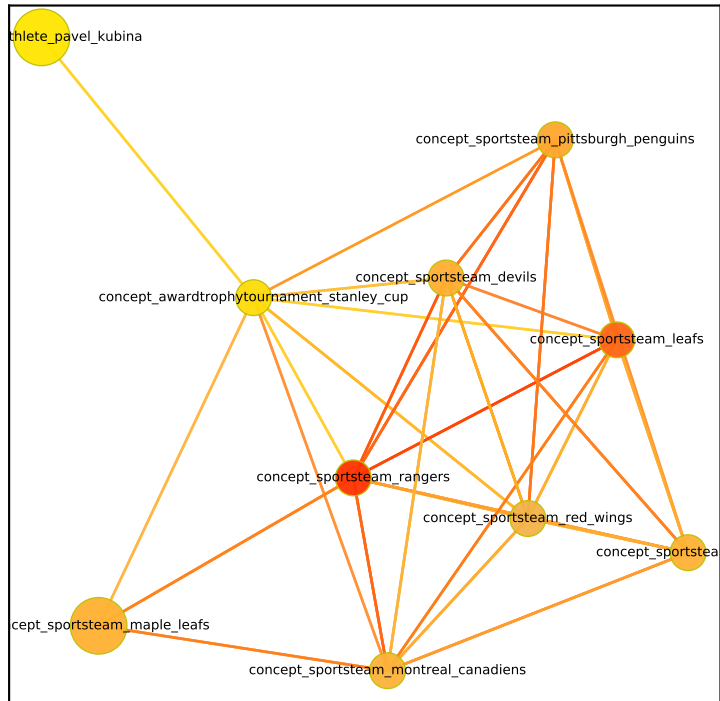 thlete_pavel_kubina
concept_sportsteam_pittsburgh_penguins
concept_sportsteam_devils
concept_awardtrophytournament_stanley_cup
concept_sportsteam_leafs
concept_sportsteam_rangers
concept_sportsteam_red_wings
concept_sportstea
cept_sportsteam_maple_leafs
concept_sportsteam_montreal_canadiens